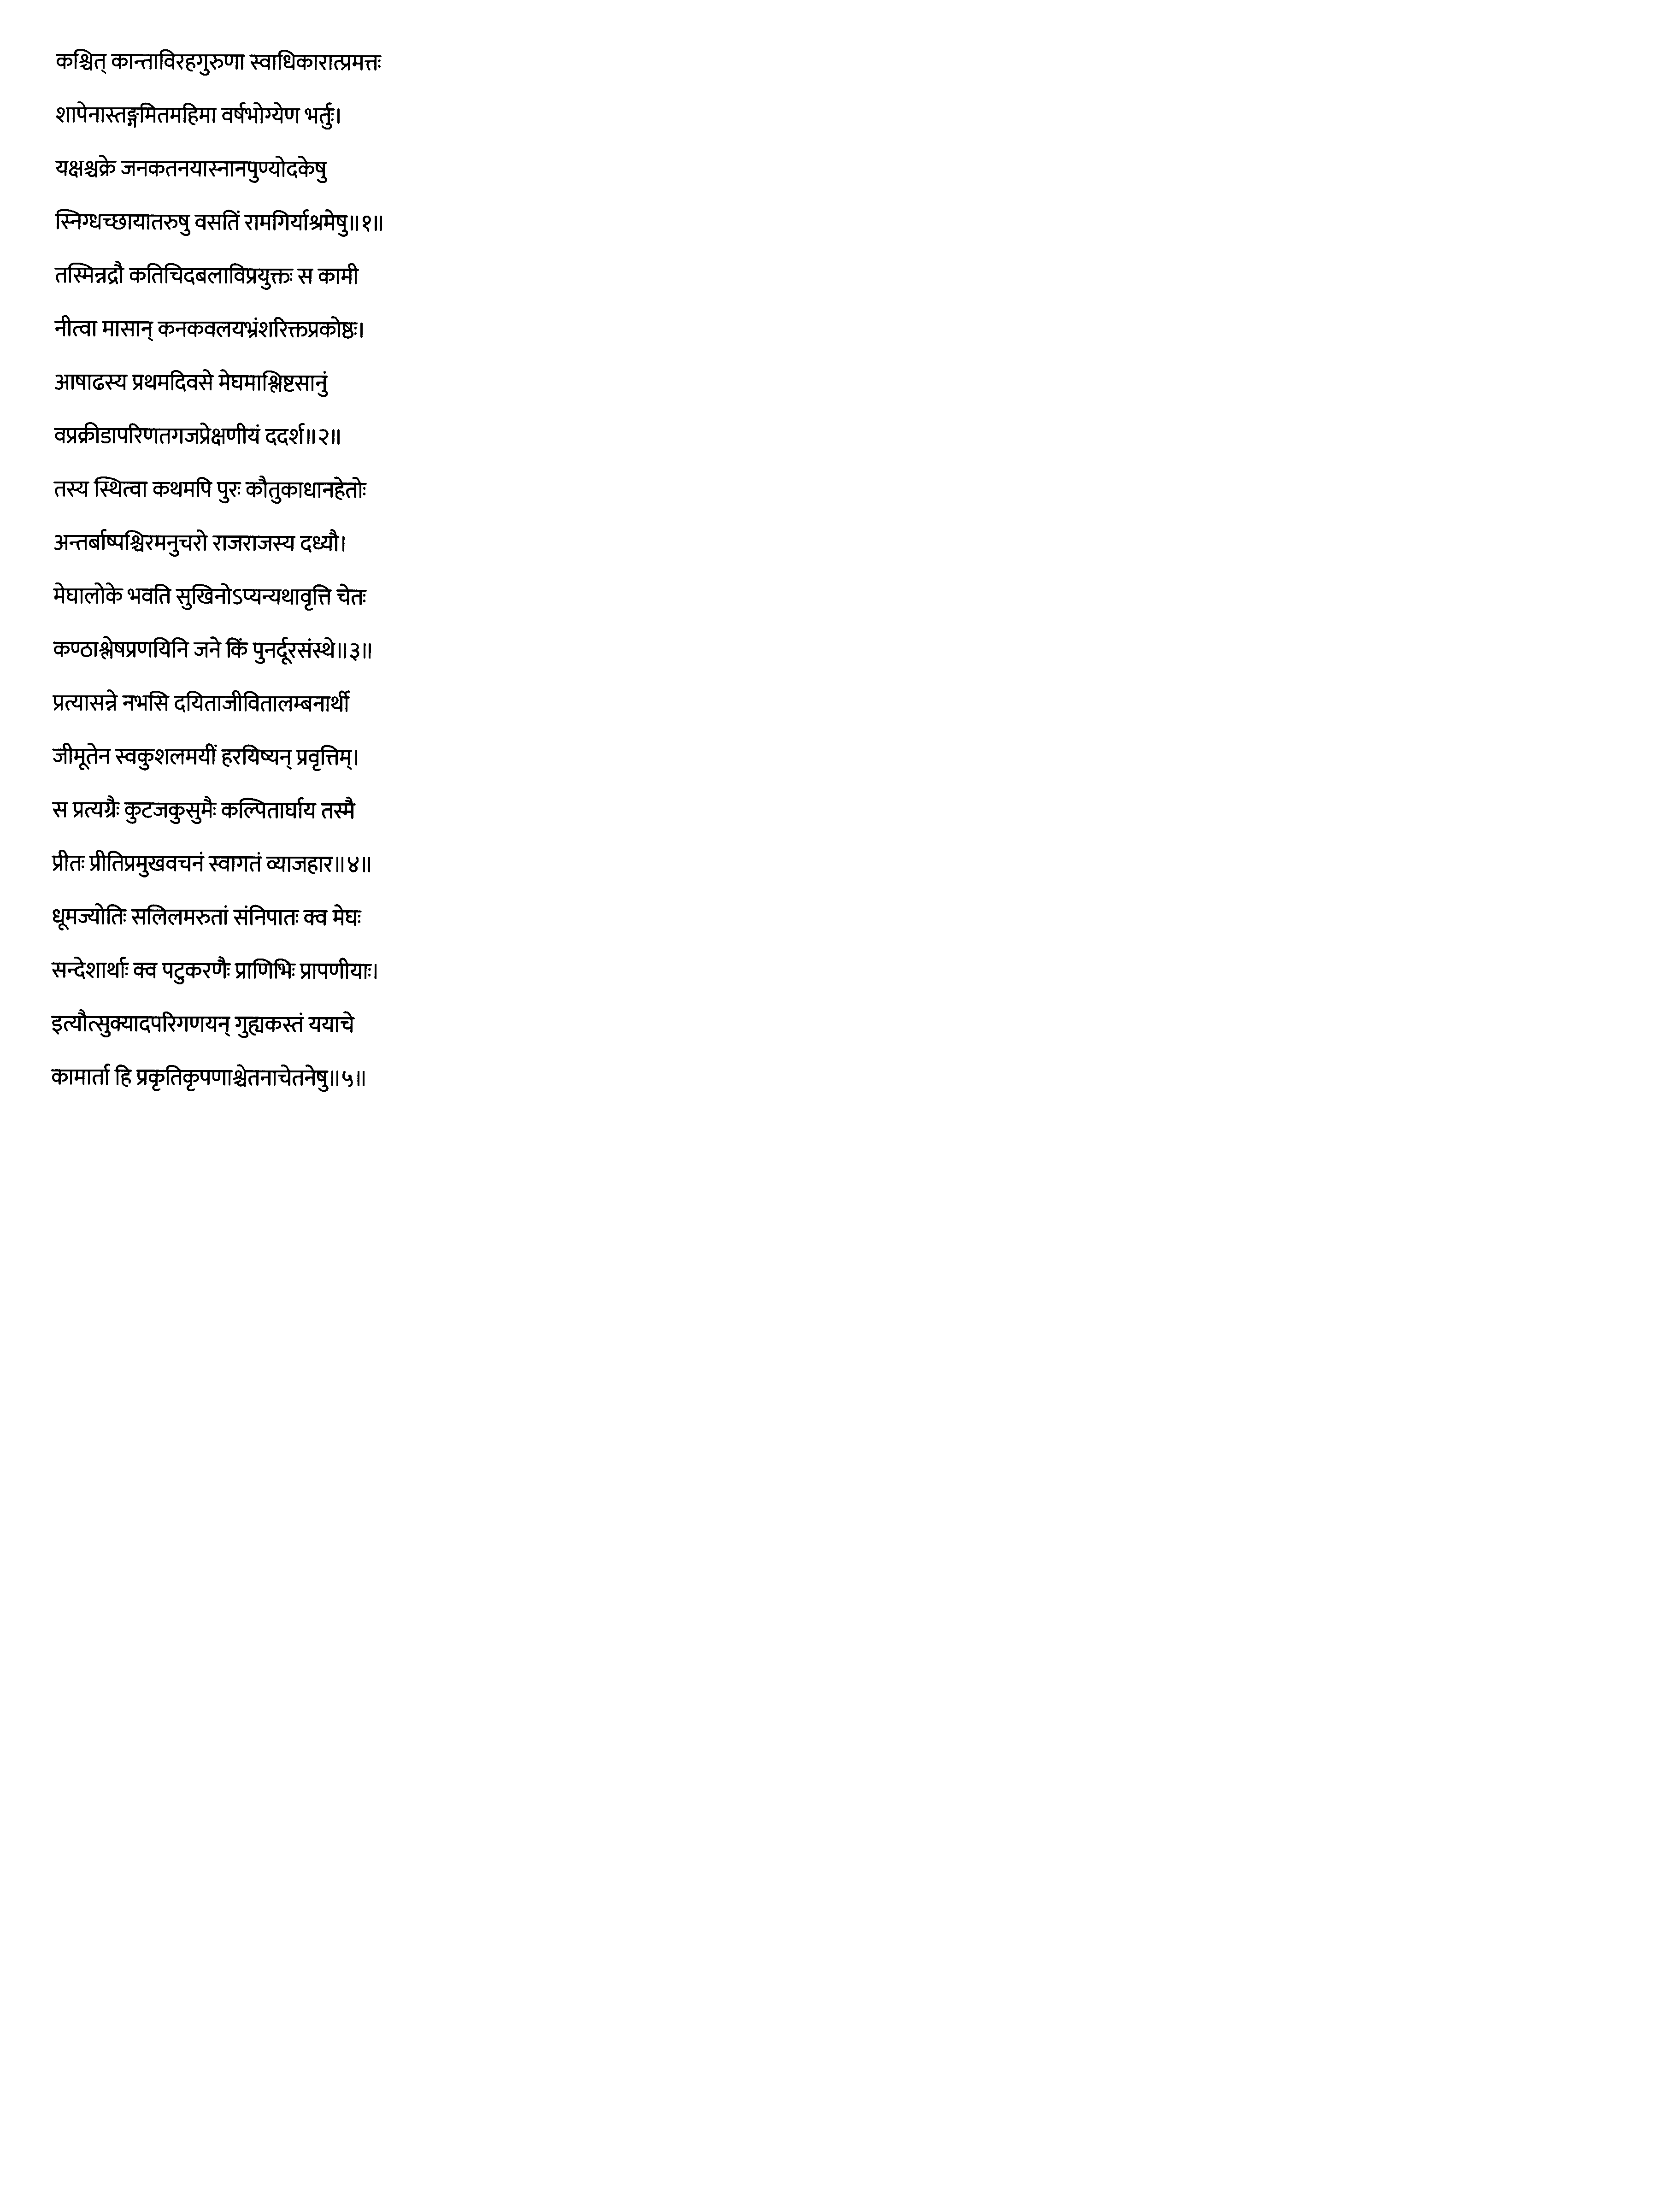 कश्चित् कान्ताविरहगुरुणा स्वाधिकारात्प्रमत्तः
शापेनास्तङ्गमितमहिमा वर्षभोग्येण भर्तुः।
यक्षश्चक्रे जनकतनयास्नानपुण्योदकेषु
स्निग्धच्छायातरुषु वसतिं रामगिर्याश्रमेषु॥१॥
तस्मिन्नद्रौ कतिचिदबलाविप्रयुक्तः स कामी
नीत्वा मासान् कनकवलयभ्रंशरिक्तप्रकोष्ठः।
आषाढस्य प्रथमदिवसे मेघमाश्लिष्टसानुं
वप्रक्रीडापरिणतगजप्रेक्षणीयं ददर्श॥२॥
तस्य स्थित्वा कथमपि पुरः कौतुकाधानहेतोः
अन्तर्बाष्पश्चिरमनुचरो राजराजस्य दध्यौ।
मेघालोके भवति सुखिनोऽप्यन्यथावृत्ति चेतः
कण्ठाश्लेषप्रणयिनि जने किं पुनर्दूरसंस्थे॥३॥
प्रत्यासन्ने नभसि दयिताजीवितालम्बनार्थी
जीमूतेन स्वकुशलमयीं हरयिष्यन् प्रवृत्तिम्।
स प्रत्यग्रैः कुटजकुसुमैः कल्पितार्घाय तस्मै
प्रीतः प्रीतिप्रमुखवचनं स्वागतं व्याजहार॥४॥
धूमज्योतिः सलिलमरुतां संनिपातः क्व मेघः
सन्देशार्थाः क्व पटुकरणैः प्राणिभिः प्रापणीयाः।
इत्यौत्सुक्यादपरिगणयन् गुह्यकस्तं ययाचे
कामार्ता हि प्रकृतिकृपणाश्चेतनाचेतनेषु॥५॥